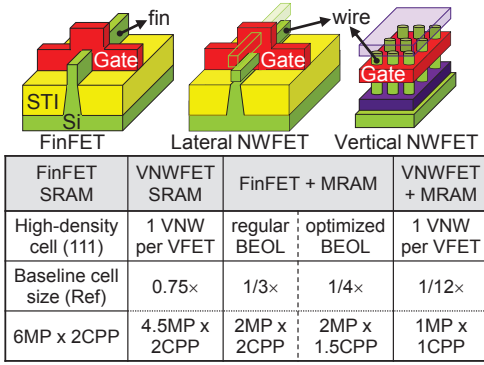 fin
wire
Gate
Gate
Gate
STI
Si
FinFET
Lateral NWFET
Vertical NWFET
FinFET VNWFET FinFET + MRAM VNWFET
SRAM SRAM + MRAM
High-density 1 VNW regular optimized 1 VNW
cell (111) per VFET BEOL BEOL per VFET
Baseline cell 0.75× 1/3× 1/4× 1/12×
size (Ref)
6MP x 2CPP 4.5MP x 2MP x 2MP x 1MP x
2CPP 2CPP 1.5CPP 1CPP